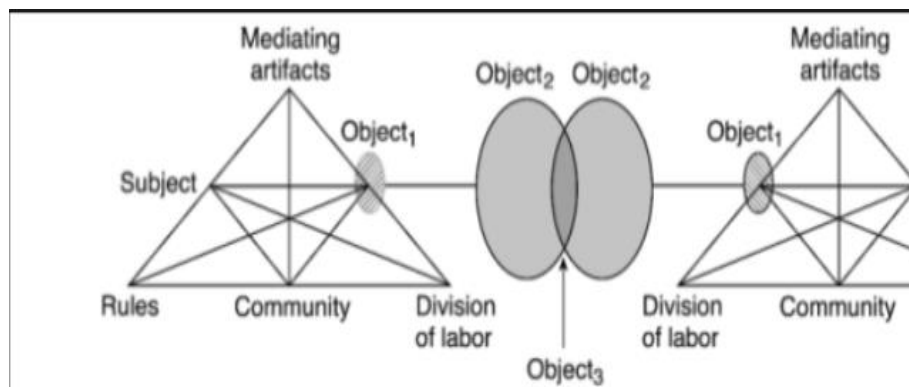 Mediating
artifacts
Object1
Subject
Rules
Community
Division
of labor
Object2
Object2
Object3
Mediating
artifacts
Object1
Division
of labor
Community